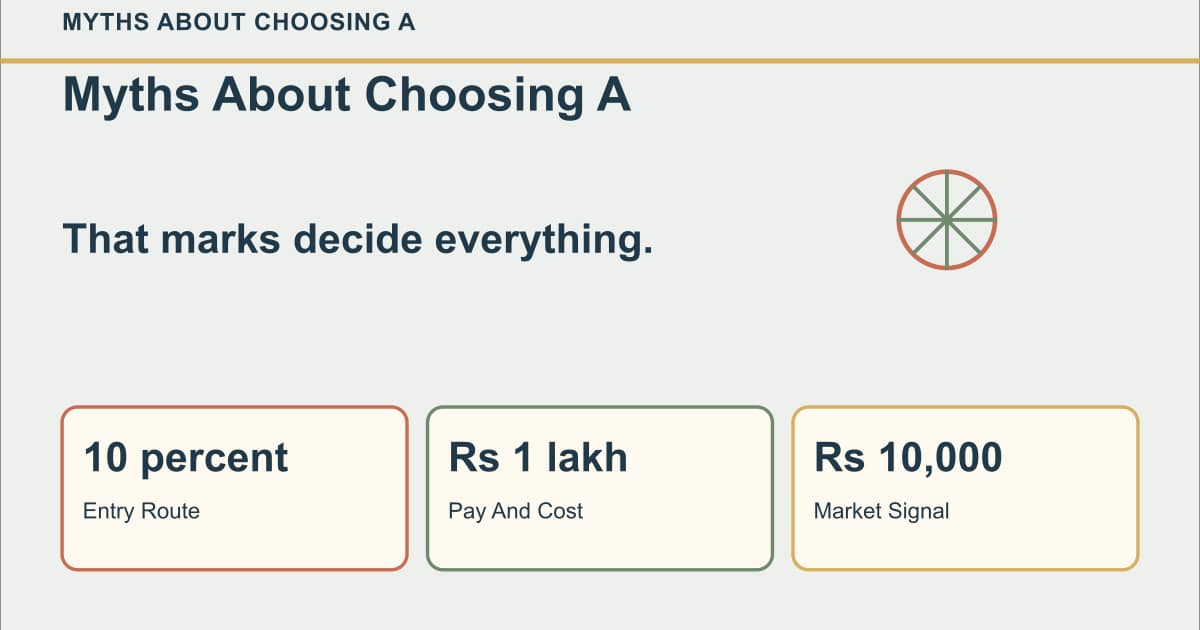 MYTHS ABOUT CHOOSING A
Myths About Choosing A
That marks decide everything.
10 percent
Entry Route
Rs 1 lakh
Pay And Cost
Rs 10,000
Market Signal